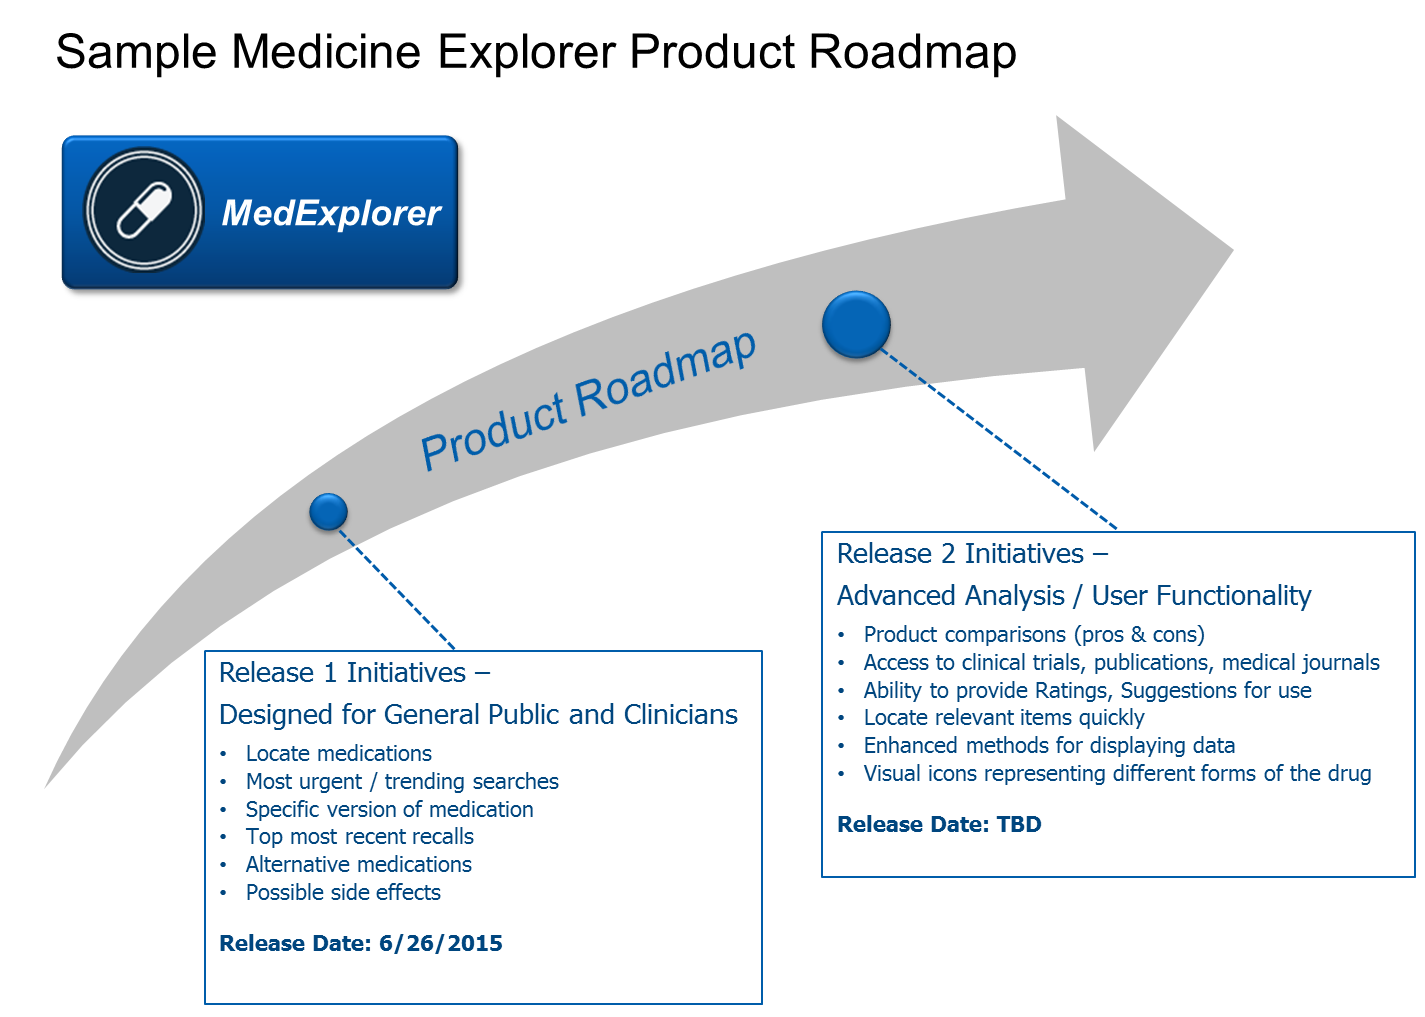 Sample Medicine Explorer Product Roadmap
MedExplorer
Product Roadmap
Release 1 Initiatives –
Designed for General Public and Clinicians
• Locate medications
• Most urgent / trending searches
• Specific version of medication
• Top most recent recalls
• Alternative medications
• Possible side effects
Release Date: 6/26/2015
Release 2 Initiatives –
Advanced Analysis / User Functionality
• Product comparisons (pros & cons)
• Access to clinical trials, publications, medical journals
• Ability to provide Ratings, Suggestions for use
• Locate relevant items quickly
• Enhanced methods for displaying data
• Visual icons representing different forms of the drug
Release Date: TBD